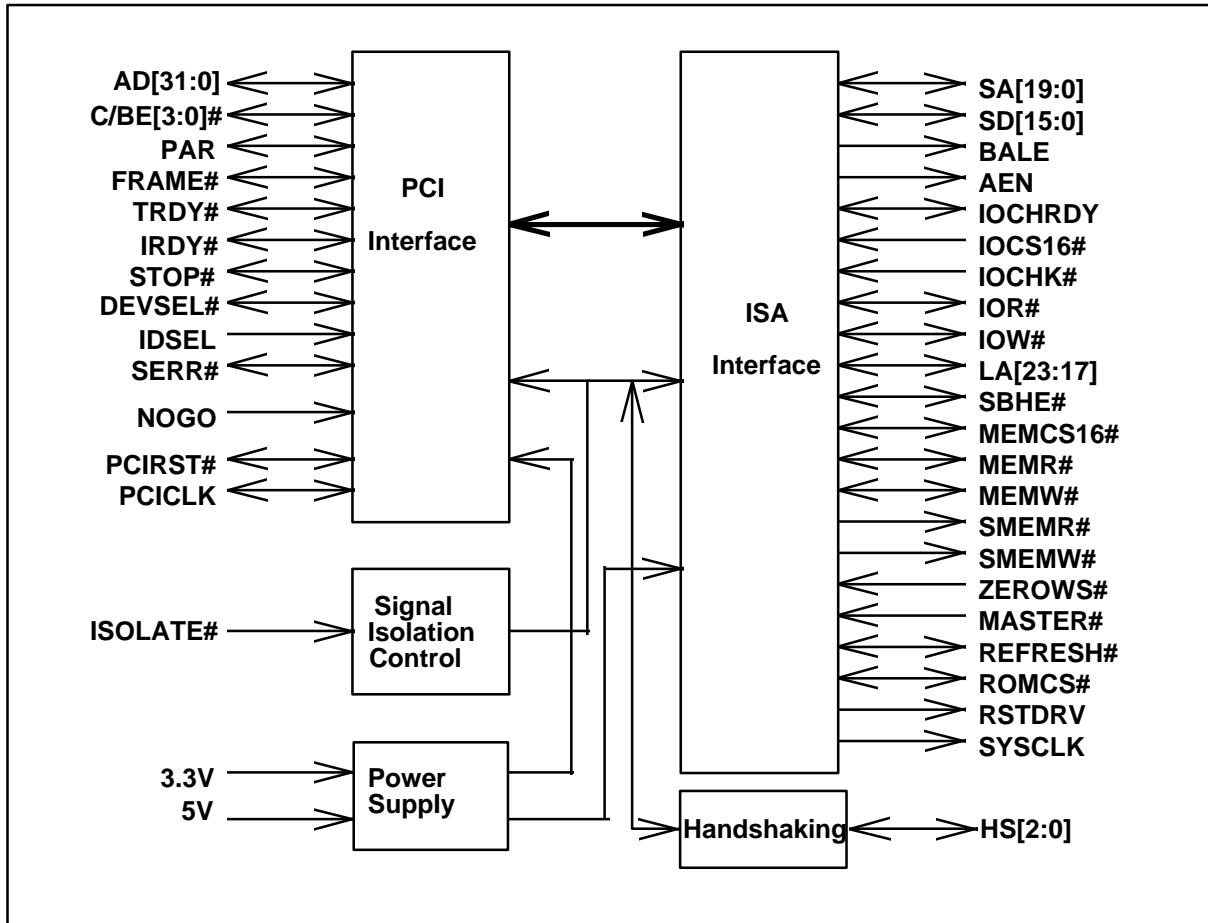 AD[31:0]
C/BE[3:0]#
PAR
FRAME#
TRDY#
IRDY#
STOP#
DEVSEL#
IDSEL
SERR#
NOGO
PCIRST#
PCICLK
PCI
Interface
ISOLATE#
Signal
Isolation
Control
3.3V
5V
Power
Supply
ISA
Interface
SA[19:0]
SD[15:0]
BALE
AEN
IOCHRDY
IOCS16#
IOCHK#
IOR#
IOW#
LA[23:17]
SBHE#
MEMCS16#
MEMR#
MEMW#
SMEMR#
SMEMW#
ZEROWS#
MASTER#
REFRESH#
ROMCS#
RSTDRV
SYSCLK
Handshaking
HS[2:0]